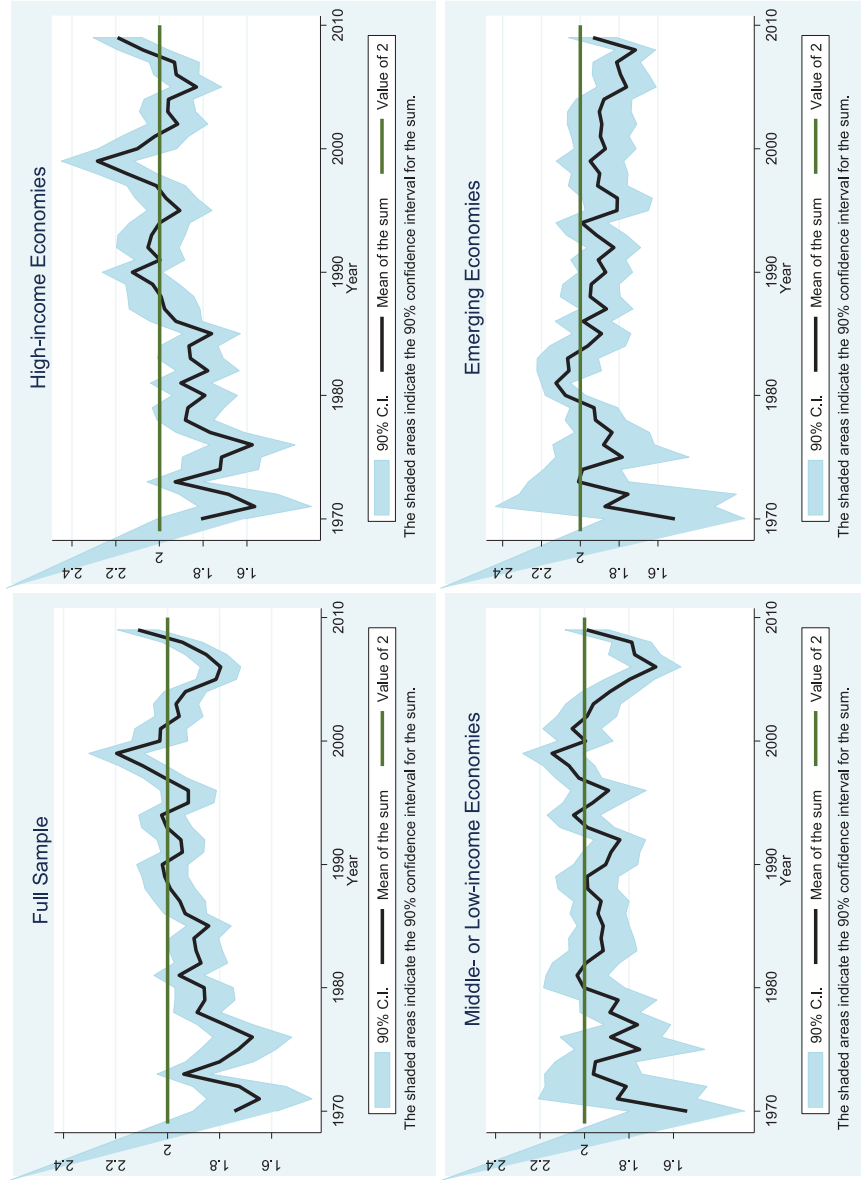 Full Sample
2.4
2.2
2
1.8
1.6
1970
1980
1990
2000
2010
Year
90% C.I. Mean of the sum Value of 2
The shaded areas indicate the 90% confidence interval for the sum.
High-income Economies
2.4
2.2
2
1.8
1.6
1970
1980
1990
2000
2010
Year
90% C.I. Mean of the sum Value of 2
The shaded areas indicate the 90% confidence interval for the sum.
Middle- or Low-income Economies
2.4
2.2
2
1.8
1.6
1970
1980
1990
2000
2010
Year
90% C.I. Mean of the sum Value of 2
The shaded areas indicate the 90% confidence interval for the sum.
Emerging Economies
2.4
2.2
2
1.8
1.6
1970
1980
1990
2000
2010
Year
90% C.I. Mean of the sum Value of 2
The shaded areas indicate the 90% confidence interval for the sum.